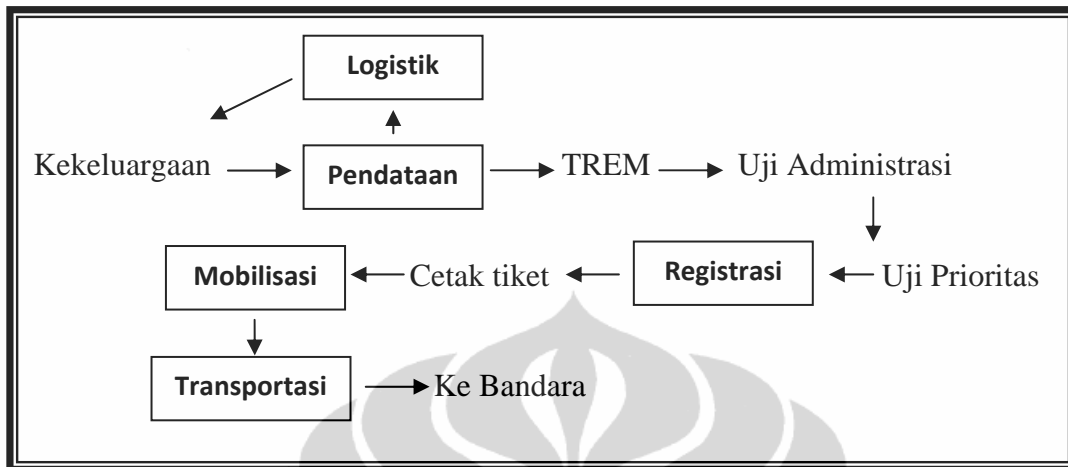 Logistik
Kekeluargaan
Pendataan
TREM
Uji Administrasi
Mobilisasi
Cetak tiket
Registrasi
Uji Prioritas
Transportasi
Ke Bandara